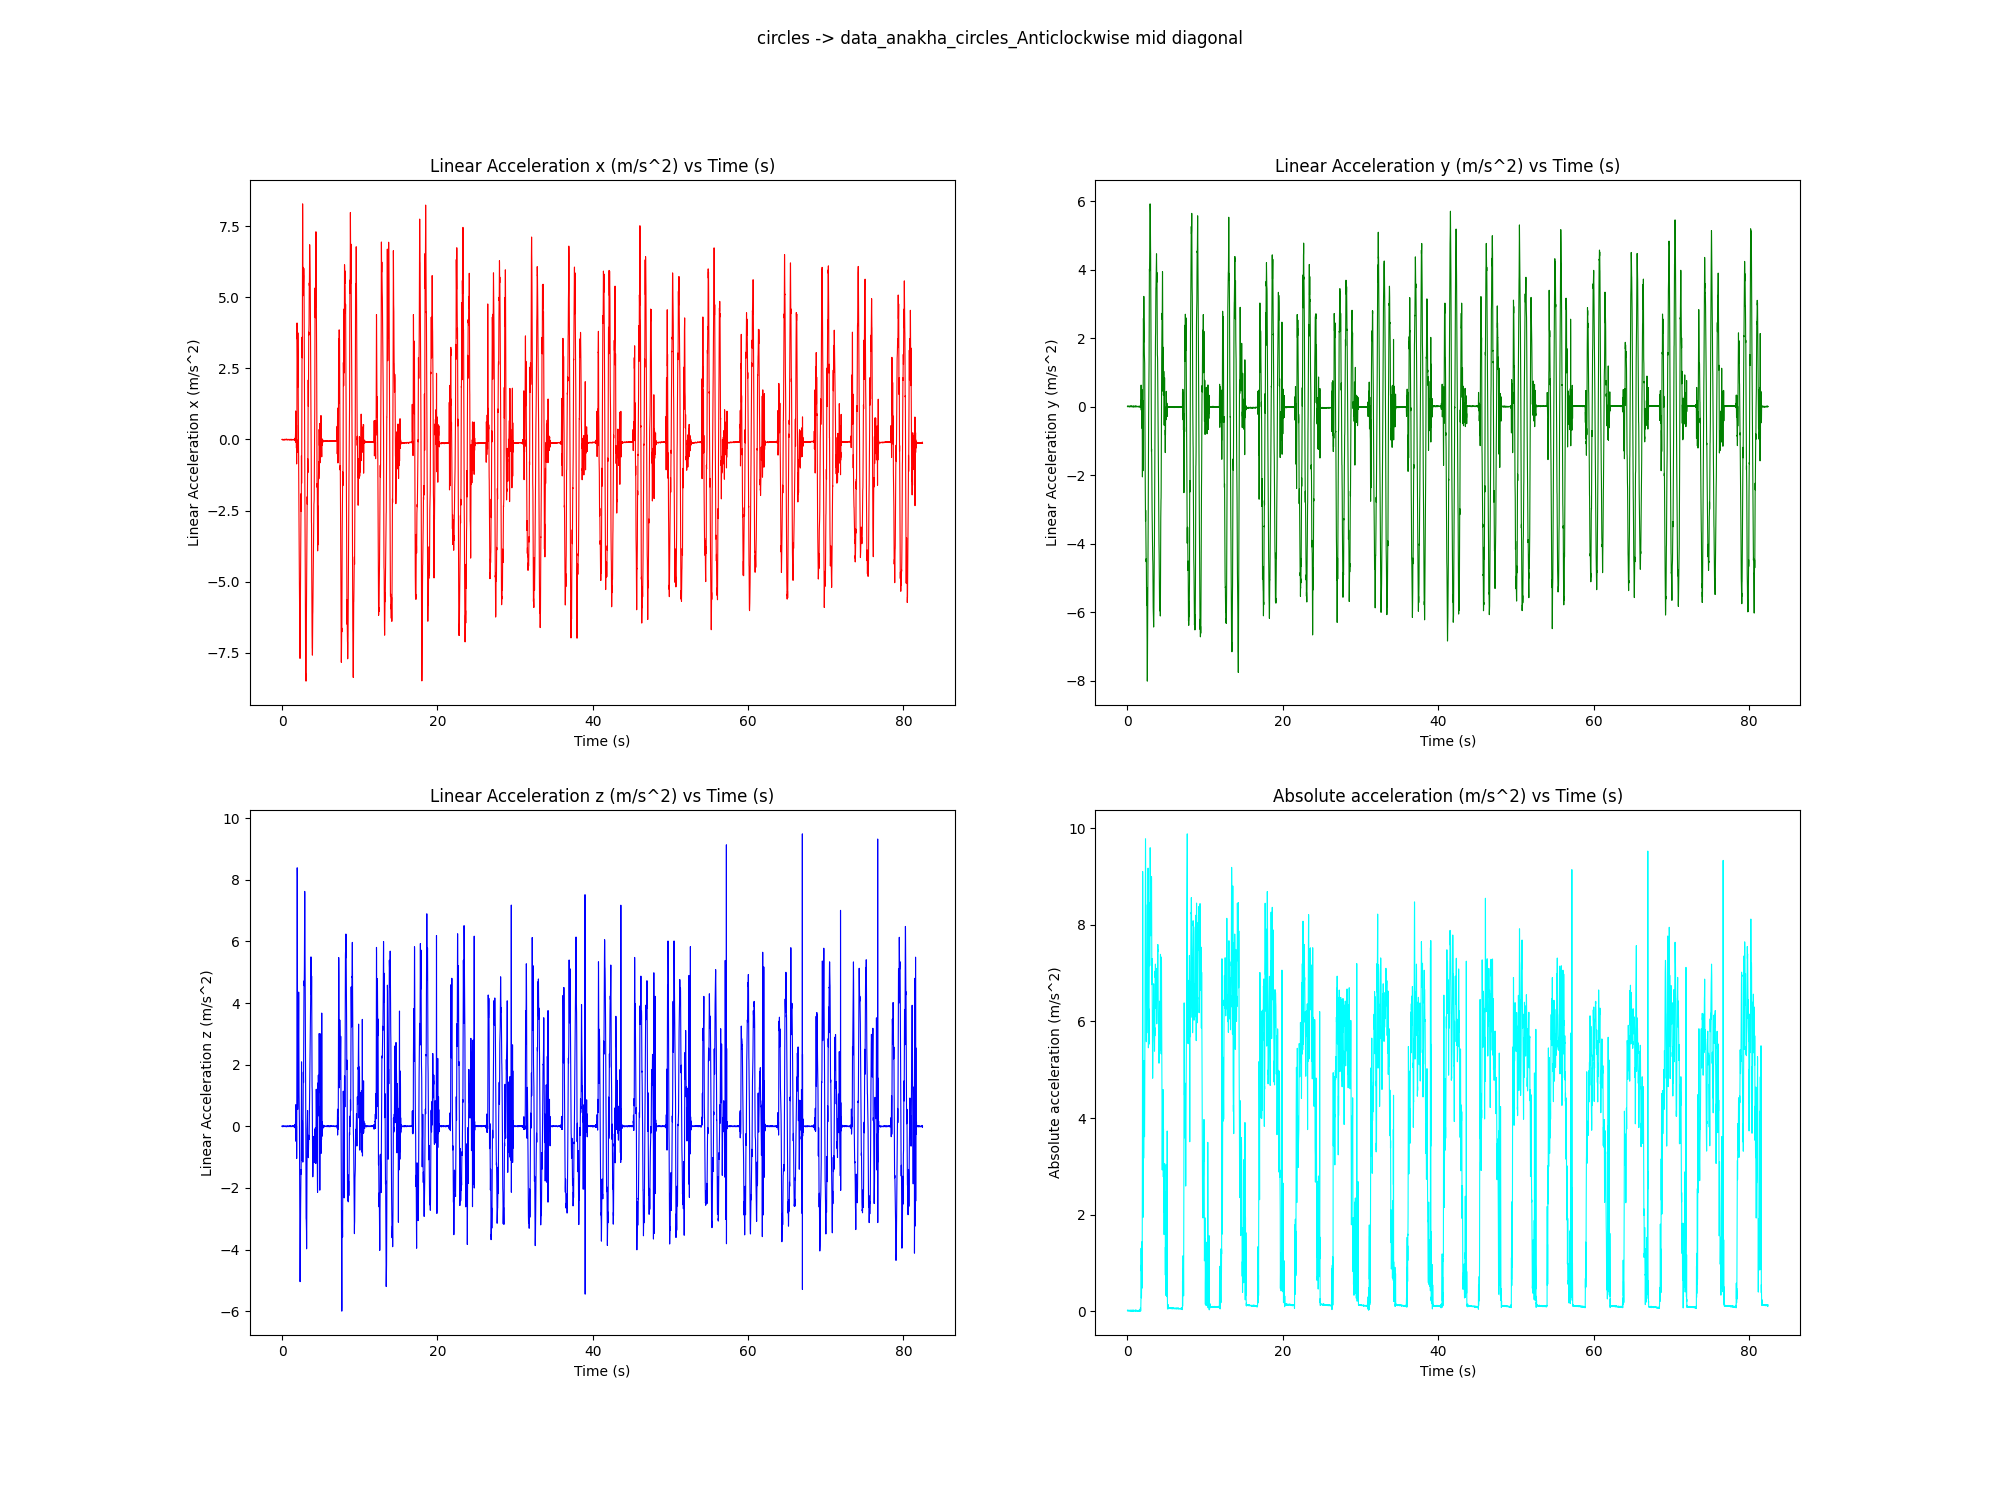 circles -> data_anakha_circles_Anticlockwise mid diagonal
Linear Acceleration x (m/s^2) vs Time (s)
Linear Acceleration x (m/s^2)
7.5
5.0
2.5
0.0
−2.5
−5.0
−7.5
0 20 40 60 80
Time (s)
Linear Acceleration y (m/s^2) vs Time (s)
Linear Acceleration y (m/s^2)
6
4
2
0
−2
−4
−6
−8
0 20 40 60 80
Time (s)
Linear Acceleration z (m/s^2) vs Time (s)
Linear Acceleration z (m/s^2)
10
8
6
4
2
0
−2
−4
−6
0 20 40 60 80
Time (s)
Absolute acceleration (m/s^2) vs Time (s)
Absolute acceleration (m/s^2)
10
8
6
4
2
0
0 20 40 60 80
Time (s)